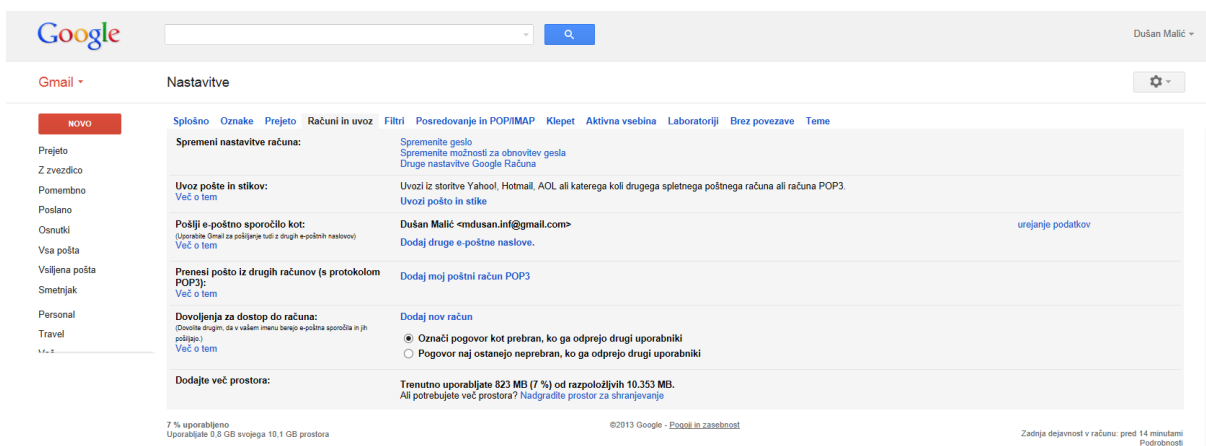 Google
Dušan Malić
Gmail
Nastavitve
NOVO
Prejeto
Z zvezdico
Pomembno
Poslano
Osnutki
Vsa pošta
Vsiljena pošta
Smetnjak
Personal
Travel
Splošno Oznake Prejeto Računi in uvoz Filtri Posredovanje in POP/IMAP Klepet Aktivna vsebina Laboratoriji Brez povezave Teme
Spremeni nastavitve računa:
Spremenite geslo
Spremenite možnosti za obnovitev gesla
Druge nastavitve Google Računa
Uvoz pošte in stikov:
Več o tem
Uvozi iz storitve Yahoo!, Hotmail, AOL ali katerega koli drugega spletnega poštnega računa ali računa POP3.
Uvozi pošto in stike
Pošlji e-poštno sporočilo kot:
(Uporabite Gmail za pošiljanje tudi z drugih e-poštnih naslovov)
Več o tem
Dušan Malić <mdusan.inf@gmail.com>
urejanje podatkov
Dodaj druge e-poštne naslove.
Prenesi pošto iz drugih računov (s protokolom
POP3):
Več o tem
Dodaj moj poštni račun POP3
Dovoljenja za dostop do računa:
(Dovolite drugim, da v vašem imenu berejo e-poštna sporočila in jih
pošiljajo.)
Več o tem
Dodaj nov račun
Označi pogovor kot prebran, ko ga odprejo drugi uporabniki
Pogovor naj ostanejo neprebran, ko ga odprejo drugi uporabniki
Dodajte več prostora:
Trenutno uporabljate 823 MB (7 %) od razpoložljivih 10.353 MB.
Ali potrebujete več prostora? Nadgradite prostor za shranjevanje
7 % uporabljeno
Uporabljate 0,8 GB svojega 10,1 GB prostora
©2013 Google - Pogoji in zasebnost
Zadnja dejavnost v računu: pred 14 minutami
Podrobnosti